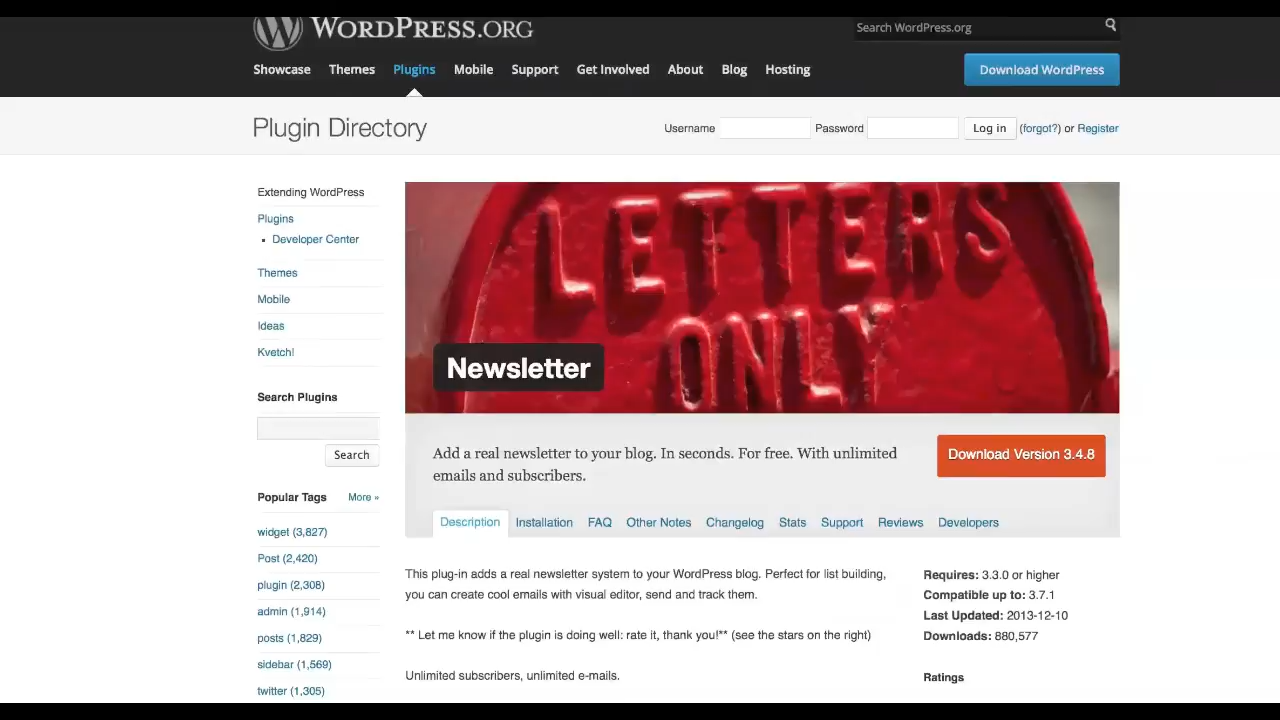 WORDPRESS.ORG
Search WordPress.org
Showcase Themes Plugins Mobile Support Get Involved About Blog Hosting
Download WordPress
Plugin Directory
Username Password Log in (forgot?) or Register
Extending WordPress
Plugins
Developer Center
Themes
Mobile
Ideas
Kvetch!
Search Plugins
Search
Popular Tags More »
widget (3,827)
Post (2,420)
plugin (2,308)
admin (1,914)
posts (1,829)
sidebar (1,569)
twitter (1,305)
LETTERS
ONLY
Newsletter
Add a real newsletter to your blog. In seconds. For free. With unlimited
emails and subscribers.
Download Version 3.4.8
Description Installation FAQ Other Notes Changelog Stats Support Reviews Developers
This plug-in adds a real newsletter system to your WordPress blog. Perfect for list building,
you can create cool emails with visual editor, send and track them.
** Let me know if the plugin is doing well: rate it, thank you!** (see the stars on the right)
Unlimited subscribers, unlimited e-mails.
Requires: 3.3.0 or higher
Compatible up to: 3.7.1
Last Updated: 2013-12-10
Downloads: 880,577
Ratings